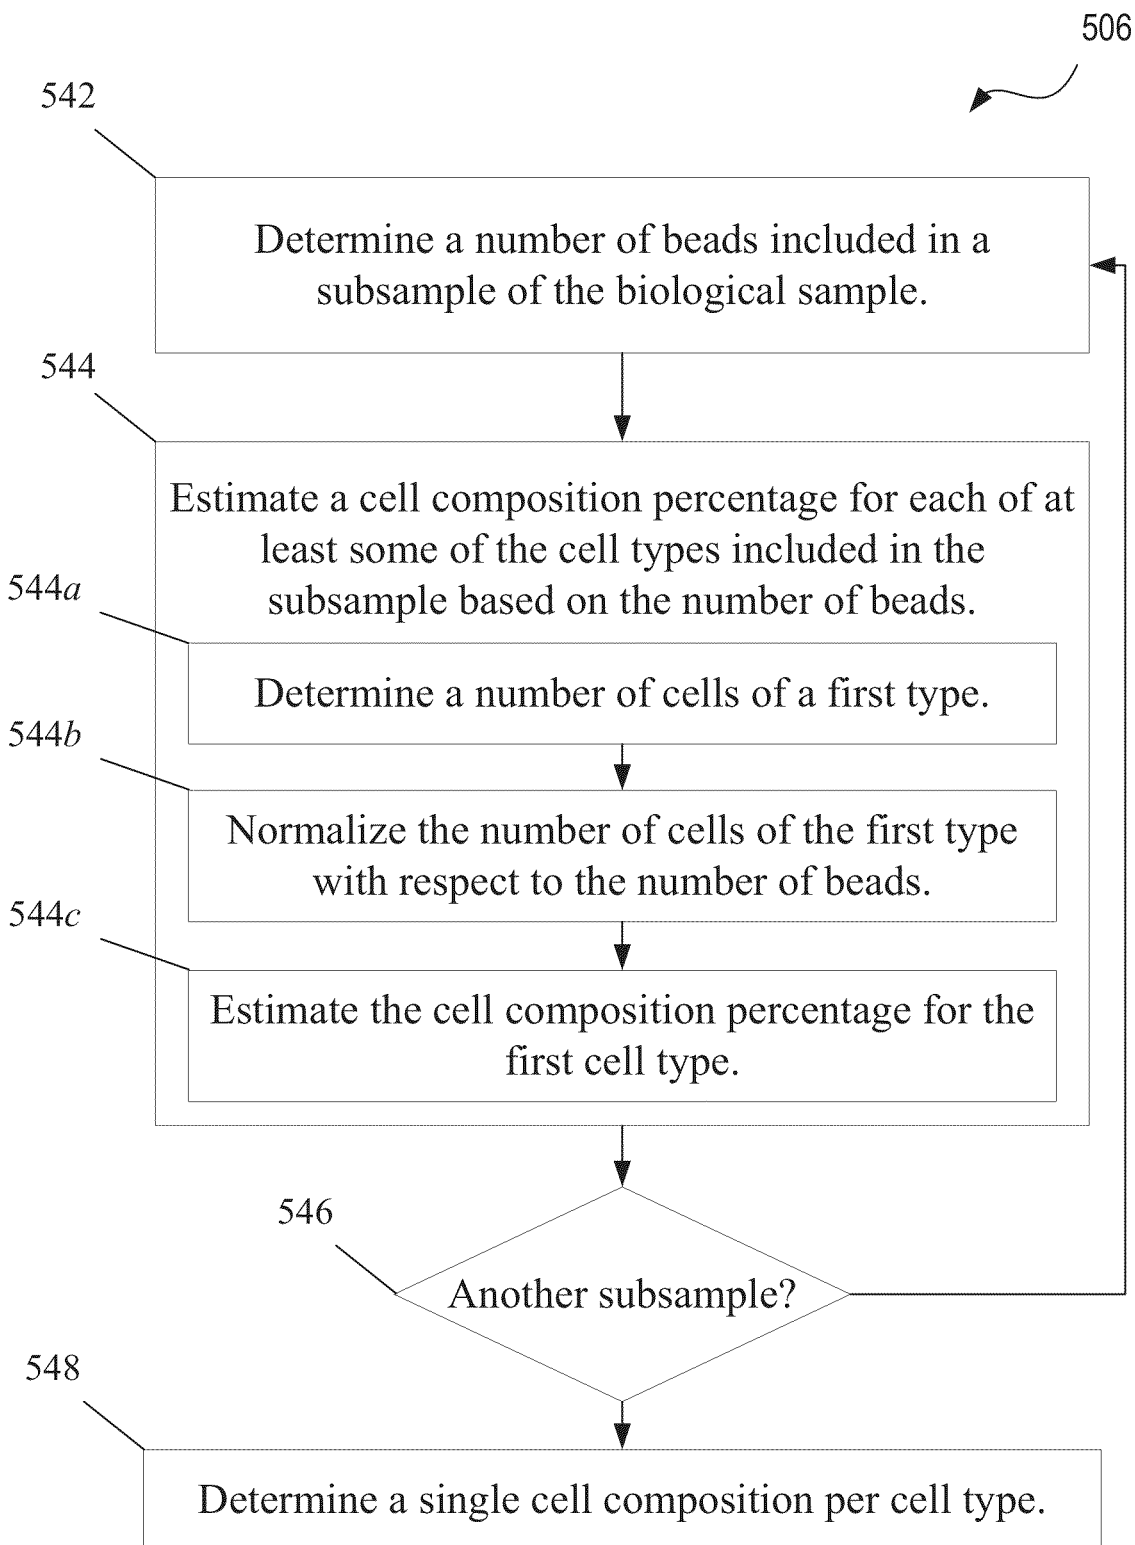 506
542
Determine a number of beads included in a
subsample of the biological sample.
544
Estimate a cell composition percentage for each of at
least some of the cell types included in the
subsample based on the number of beads.
544a
Determine a number of cells of a first type.
544b
Normalize the number of cells of the first type
with respect to the number of beads.
544c
Estimate the cell composition percentage for the
first cell type.
546
Another subsample?
548
Determine a single cell composition per cell type.